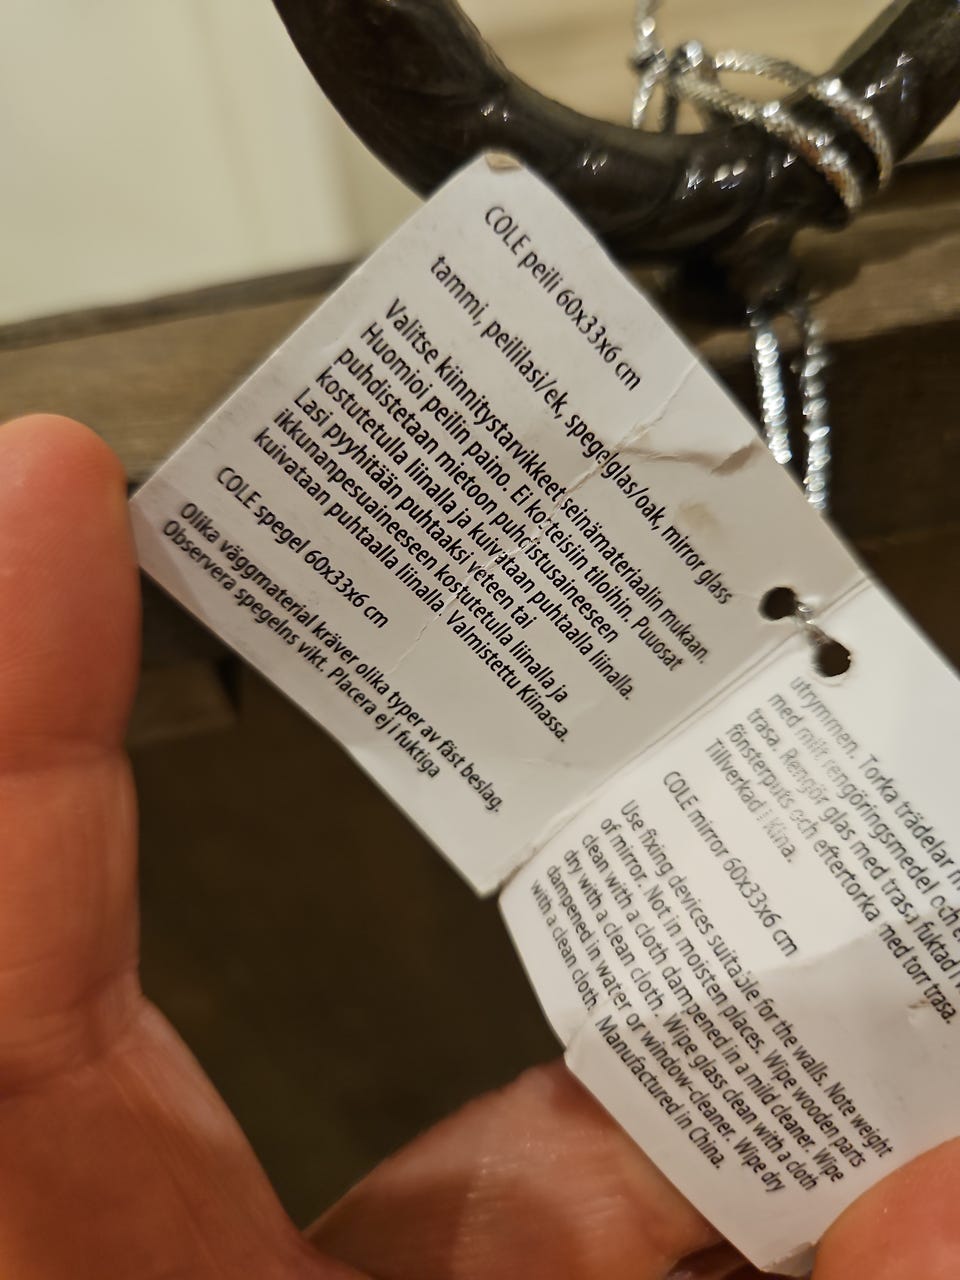 COLE peili 60x33x6 cm
tammi, peililasi/ek, spegelglas/oak, mirror glass
Valitse kiinnitystarvikkeet seinämateriaalin mukaan.
Huomioi peilin paino. Ei kosteisiin tiloihin. Puuosat
puhdistetaan mietoon puhdistusaineeseen
kostutetulla liinalla ja kuivataan puhtaalla liinalla.
Lasi pyyhitään puhtaaksi veteen tai
ikkunanpesuaineeseen kostutetulla liinalla ja
kuivataan puhtaalla liinalla. Valmistettu Kiinassa.
COLE spegel 60x33x6 cm
Olika väggmaterial kräver olika typer av fäst beslag.
Observera spegelns vikt. Placera ej i fuktiga
utrymmen. Torka trädelar
med milt rengöringsmedel och
trasa. Rengör glas med trasa fuktad i
fönsterputs och eftertorka med torr trasa.
Tillverkad i Kina.
COLE mirror 60x33x6 cm
Use fixing devices suitable for the walls. Note weight
of mirror. Not in moisten places. Wipe wooden parts
clean with a cloth dampened in a mild cleaner. Wipe
dry with a clean cloth. Wipe glass clean with a cloth
dampened in water or window-cleaner. Wipe dry
with a clean cloth. Manufactured in China.